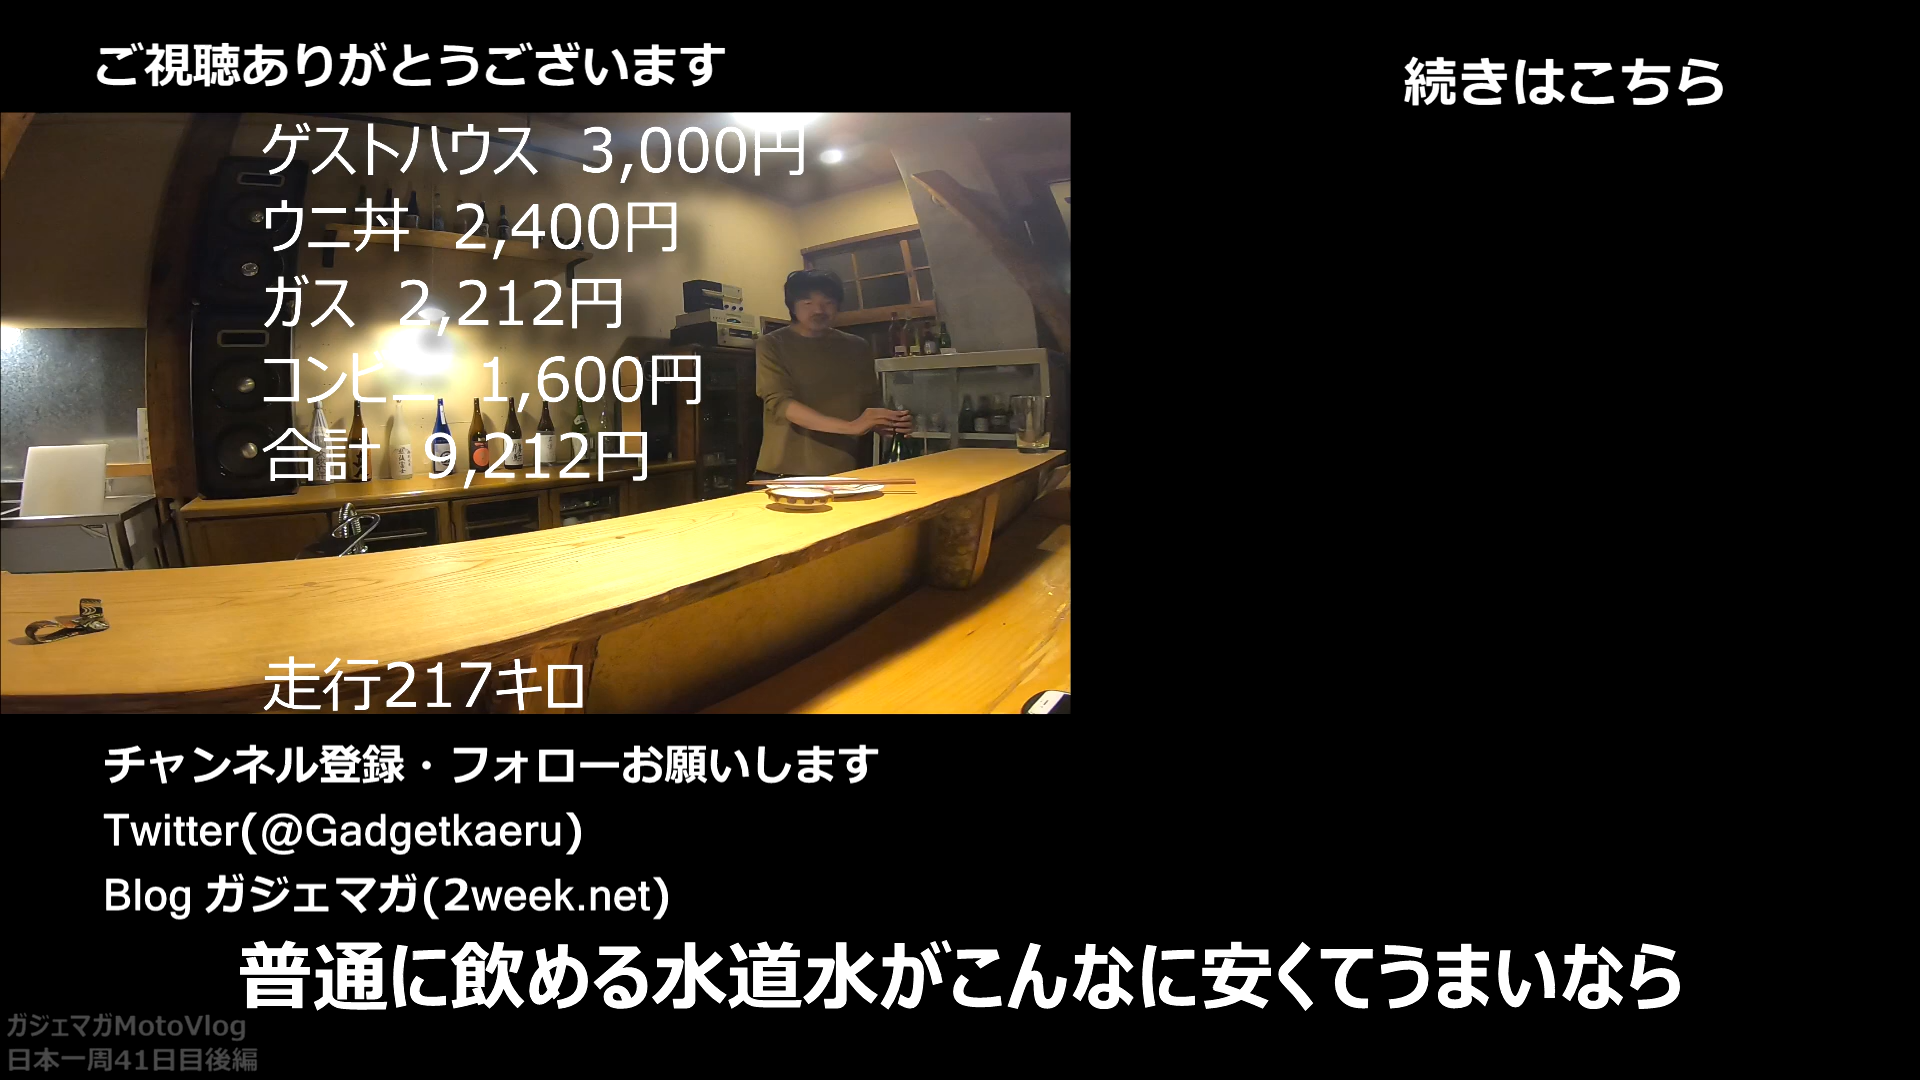 ご視聴ありがとうございます
続きはこちら
ゲストハウス 3,000円
ウニ丼 2,400円
ガス 2,212円
コンビニ 1,600円
合計 9,212円
走行217キロ
チャンネル登録・フォローお願いします
Twitter(@Gadgetkaeru)
Blog ガジェマガ(2week.net)
普通に飲める水道水がこんなに安くてうまいなら
ガジェマガMotoVlog
日本一周41日目後編